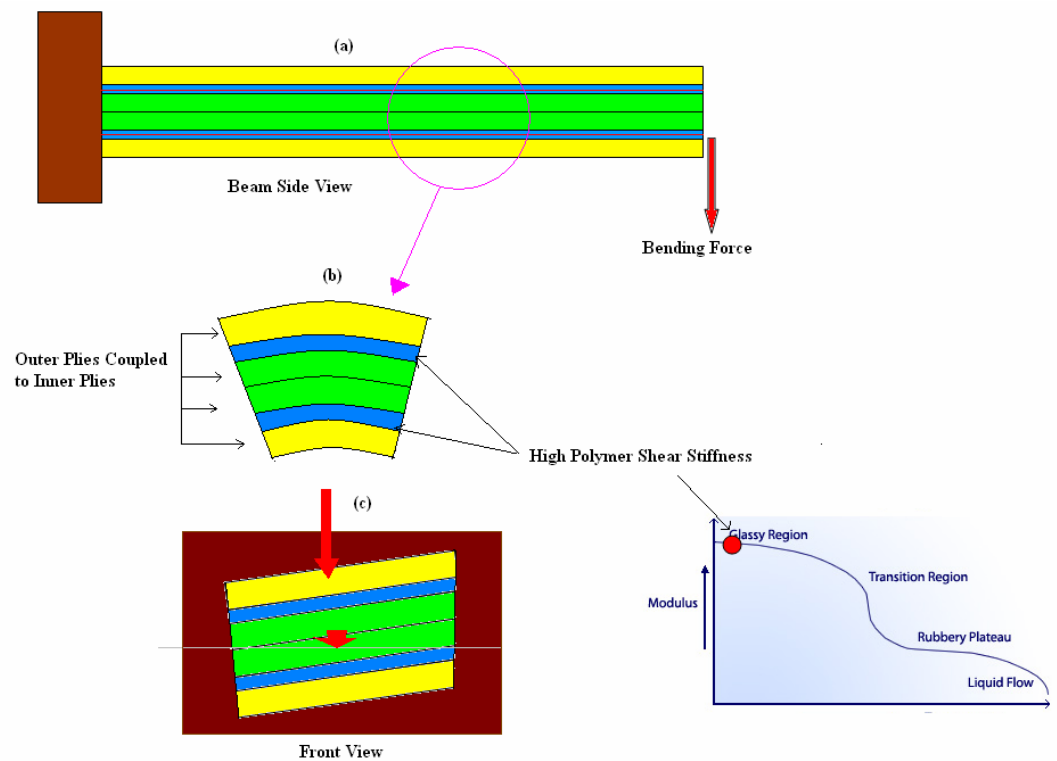 (a)
Beam Side View
Bending Force
(b)
Outer Plies Coupled
to Inner Plies
High Polymer Shear Stiffness
(c)
Front View
Glassy Region
Transition Region
Modulus
Rubbery Plateau
Liquid Flow